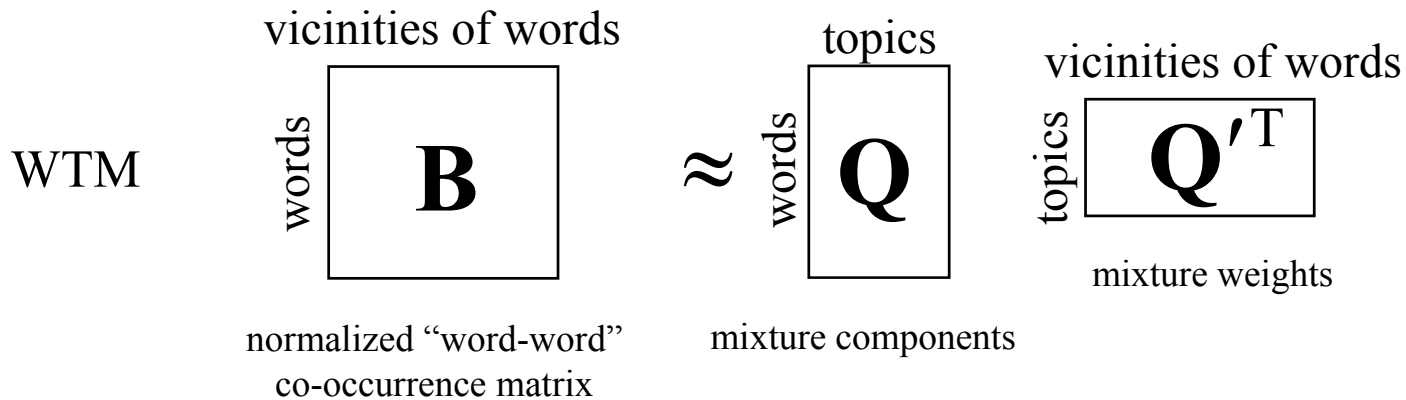 vicinities of words
topics
vicinities of words
WTM
words
B
≈
words
Q
topics
Q′ᵀ
mixture weights
normalized “word-word”
co-occurrence matrix
mixture components